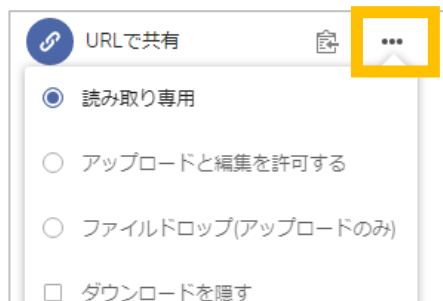 URLで共有
読み取り専用
アップロードと編集を許可する
ファイルドロップ(アップロードのみ)
ダウンロードを隠す